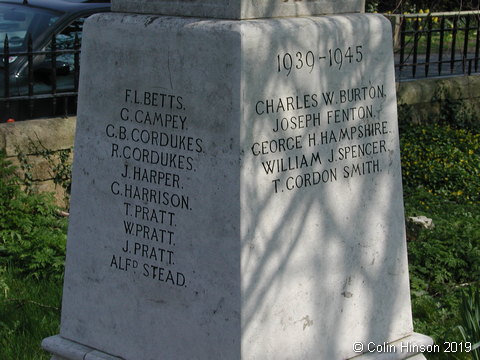 F.L. BETTS.
G. CAMPEY.
G.B. CORDUKES.
R. CORDUKES.
J. HARPER.
G. HARRISON.
T. PRATT.
W. PRATT.
J. PRATT.
ALFD STEAD.
1939-1945
CHARLES W. BURTON.
JOSEPH FENTON.
GEORGE H. HAMPSHIRE.
WILLIAM J. SPENCER.
T. GORDON SMITH.
© Colin Hinson 2019